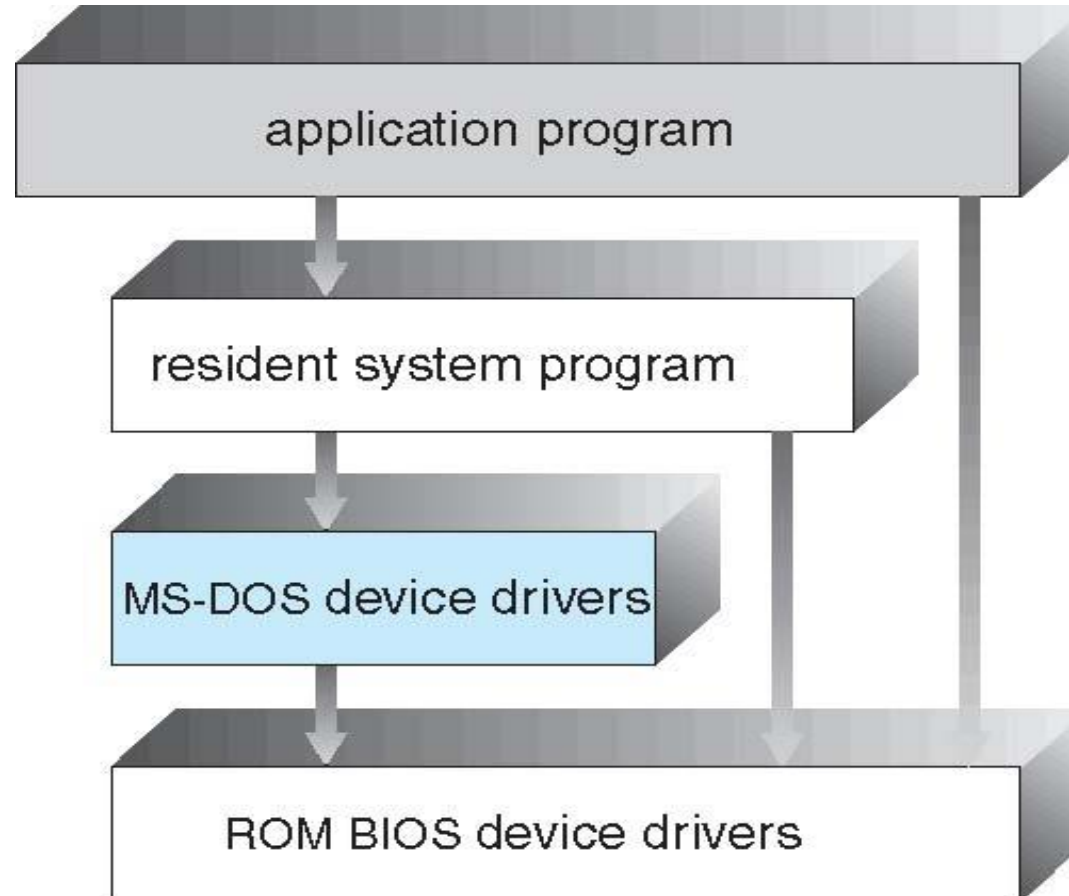 application program
resident system program
MS-DOS device drivers
ROM BIOS device drivers